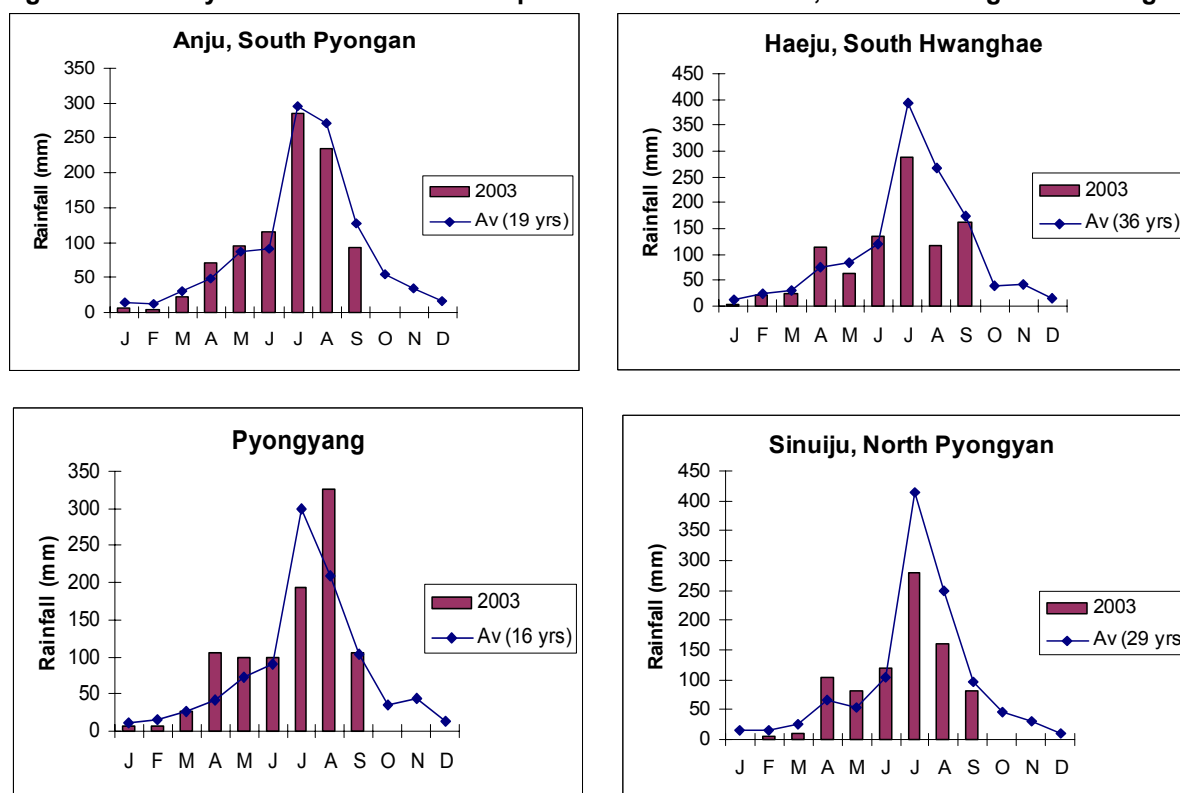 Anju, South Pyongan
350
300
250
200
150
100
50
0
Rainfall (mm)
J F M A M J J A S O N D
2003
Av (19 yrs)
Haeju, South Hwanghae
450
400
350
300
250
200
150
100
50
0
Rainfall (mm)
J F M A M J J A S O N D
2003
Av (36 yrs)
Pyongyang
350
300
250
200
150
100
50
0
Rainfall (mm)
J F M A M J J A S O N D
2003
Av (16 yrs)
Sinuiju, North Pyongyan
450
400
350
300
250
200
150
100
50
0
Rainfall (mm)
J F M A M J J A S O N D
2003
Av (29 yrs